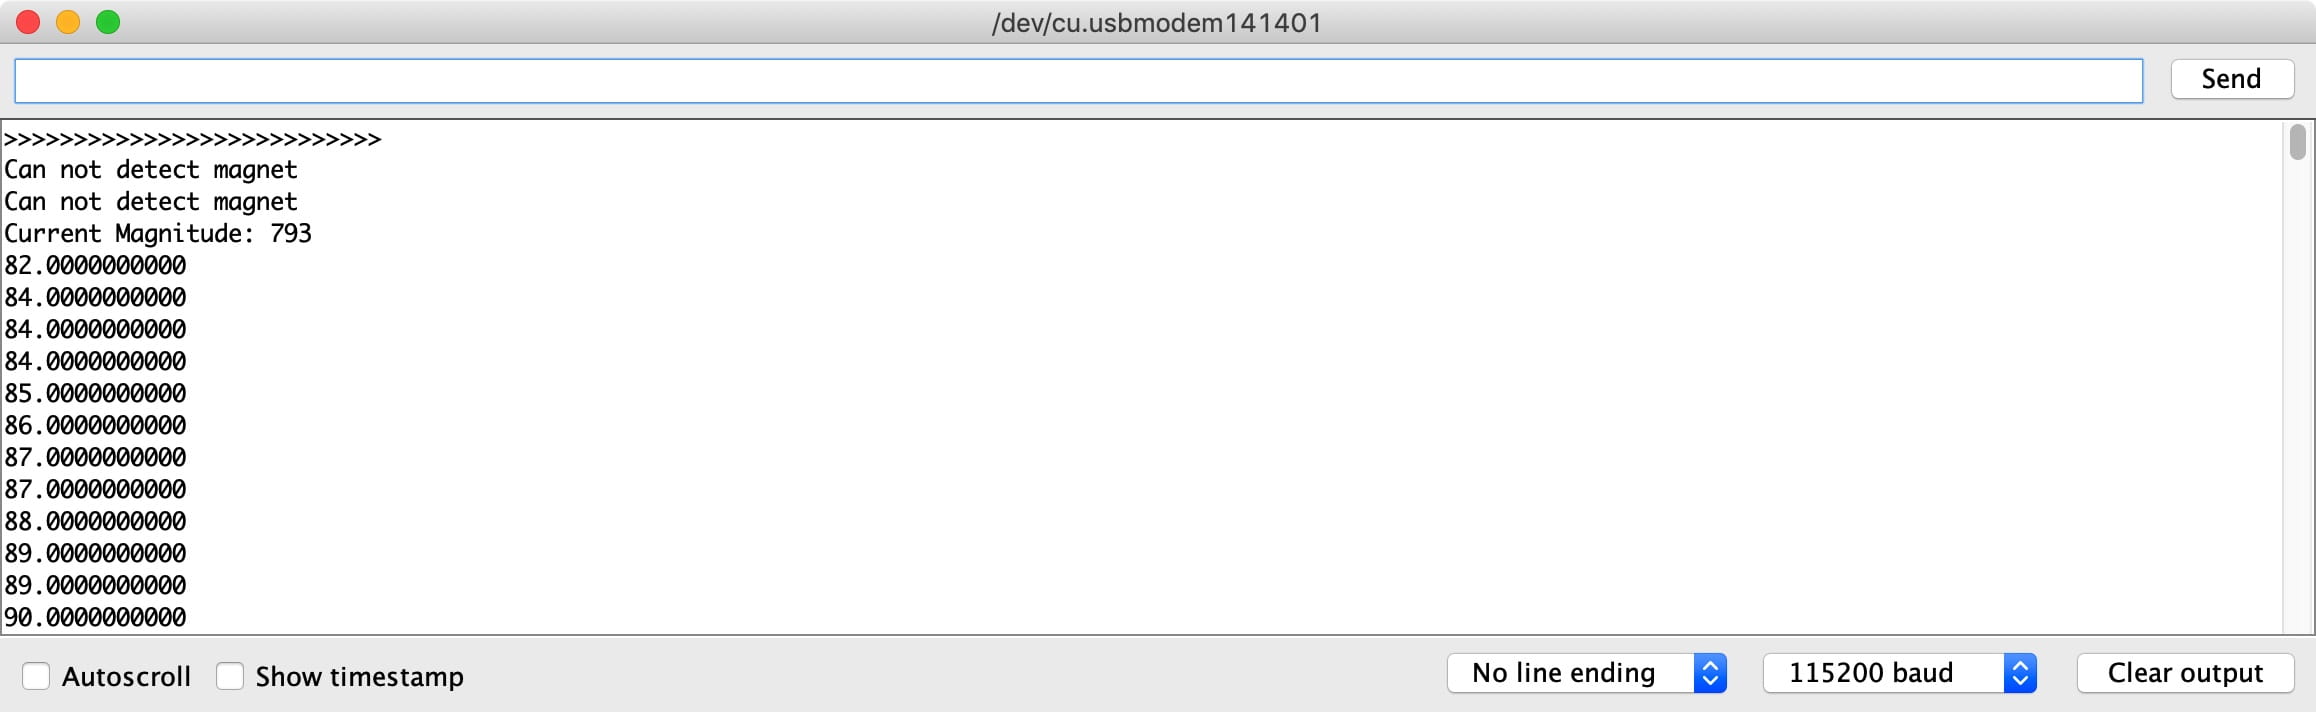 /dev/cu.usbmodem141401
Send
>>>>>>>>>>>>>>>>>>>>>>>>>>>
Can not detect magnet
Can not detect magnet
Current Magnitude: 793
82.0000000000
84.0000000000
84.0000000000
84.0000000000
85.0000000000
86.0000000000
87.0000000000
87.0000000000
88.0000000000
89.0000000000
89.0000000000
90.0000000000
Autoscroll Show timestamp No line ending 115200 baud Clear output